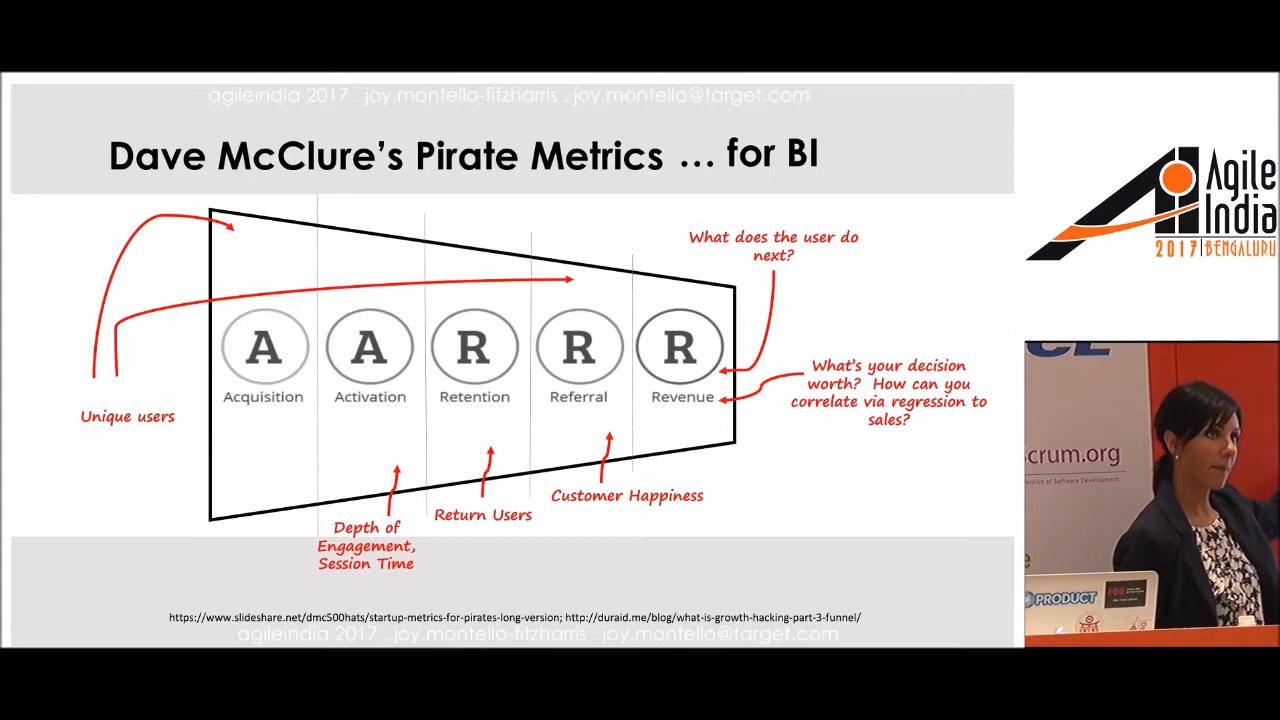 agileindia 2017 . joy.montello-fitzharris . joy.montello@target.com
Dave McClure's Pirate Metrics ... for BI
Agile
India
2017 | BENGALURU
What does the user do
next?
A A R R R
Acquisition Activation Retention Referral Revenue
What's your decision
worth? How can you
correlate via regression to
sales?
Unique users
Customer Happiness
Return Users
Depth of
Engagement,
Session Time
https://www.slideshare.net/dmc500hats/startup-metrics-for-pirates-long-version; http://duraid.me/blog/what-is-growth-hacking-part-3-funnel/
agileindia 2017 . joy.montello-fitzharris . joy.montello@target.com
crum.org
PRODUCT